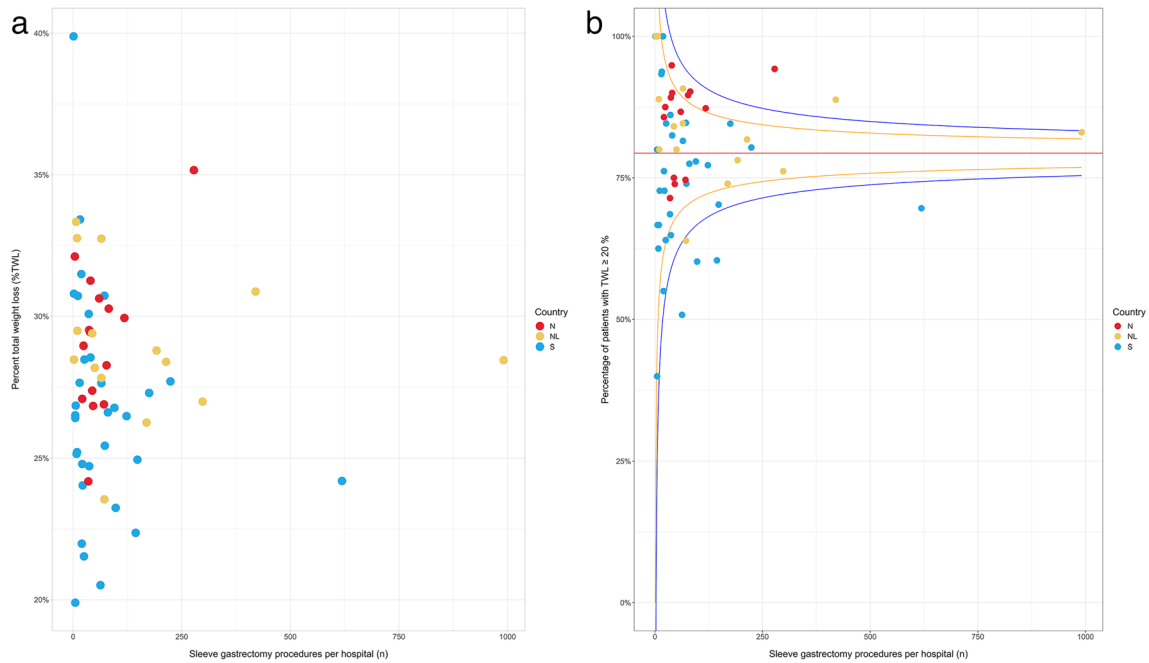 a
Percent total weight loss (%TWL)
40%
35%
30%
25%
20%
0
250
500
750
1000
Sleeve gastrectomy procedures per hospital (n)
Country
N
NL
S
b
Percentage of patients with TWL ≥ 20 %
100%
75%
50%
25%
0%
0
250
500
750
1000
Sleeve gastrectomy procedures per hospital (n)
Country
N
NL
S